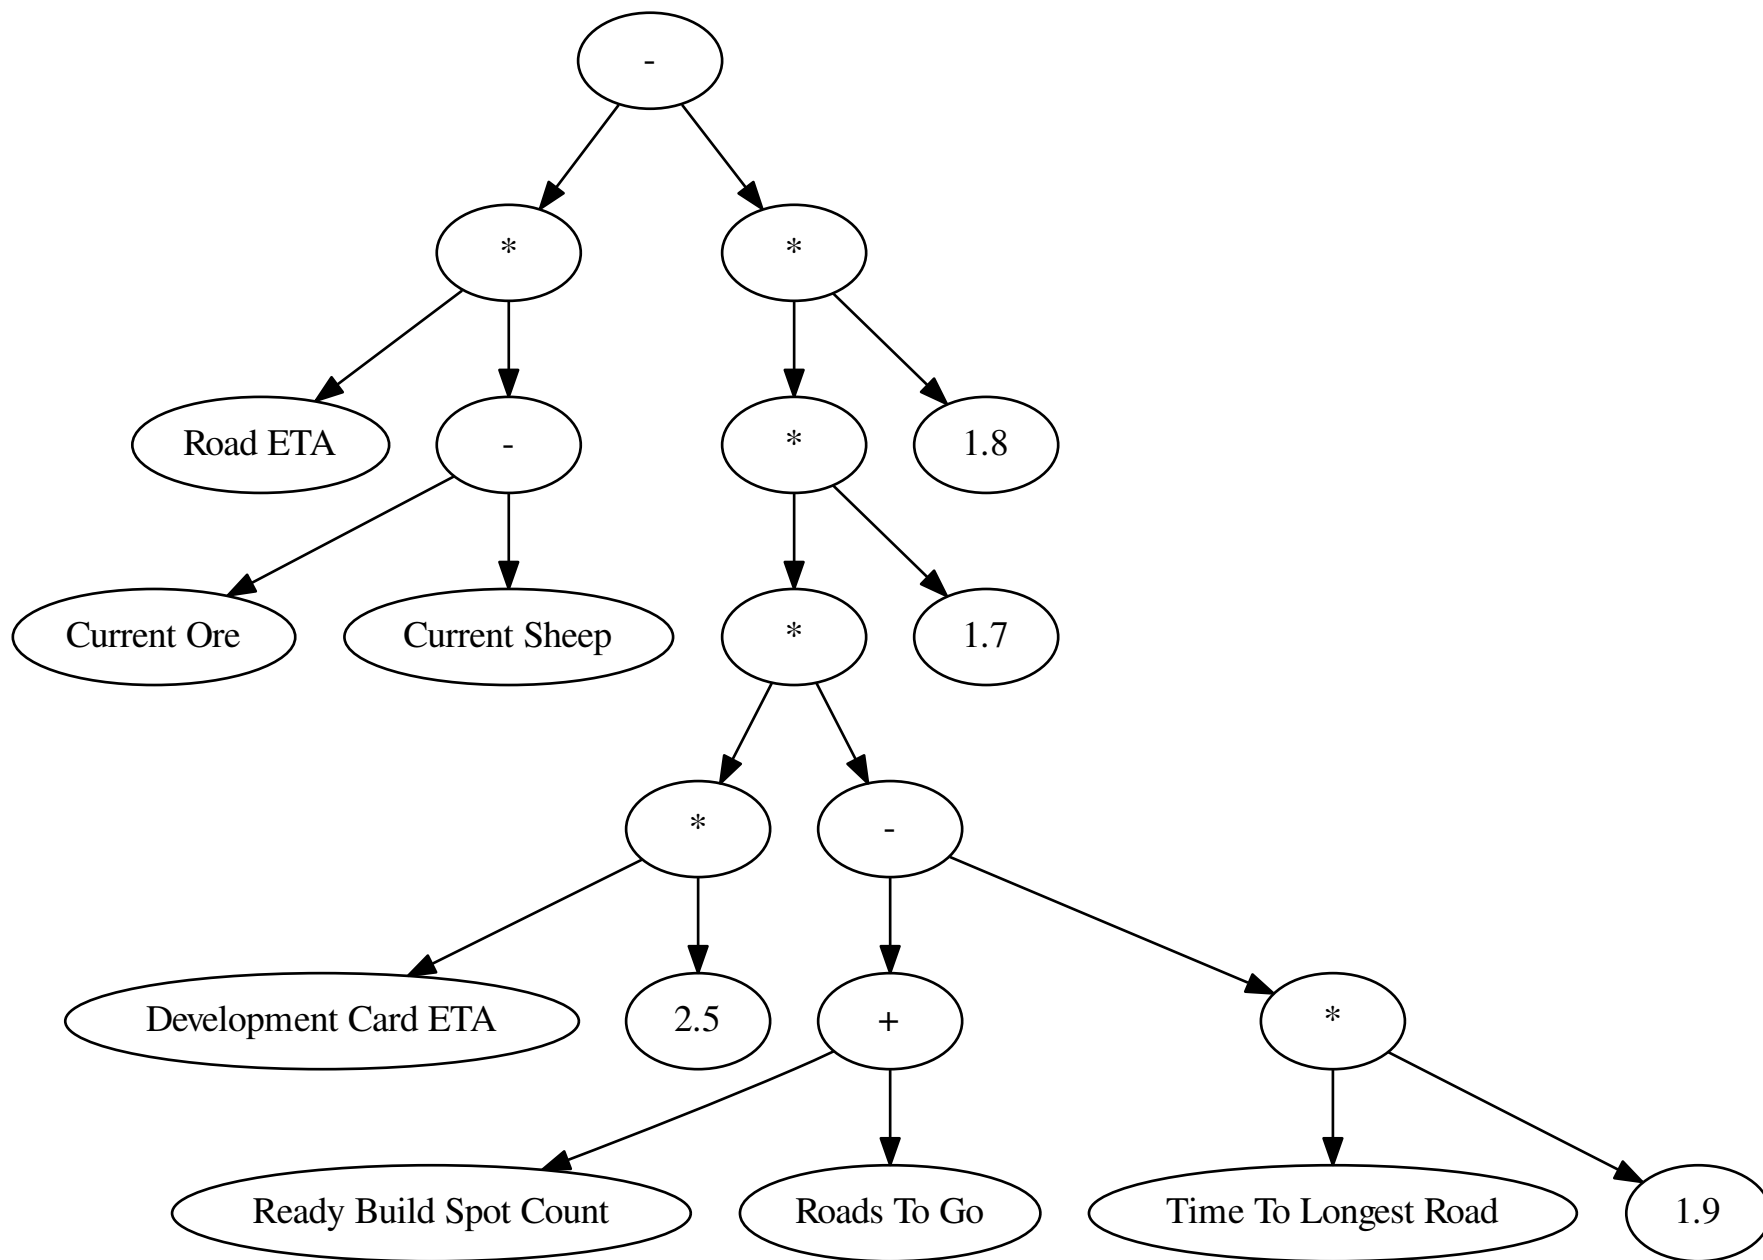 -
* *
Road ETA - * 1.8
Current Ore Current Sheep * 1.7
* -
Development Card ETA 2.5 + *
Ready Build Spot Count Roads To Go Time To Longest Road 1.9